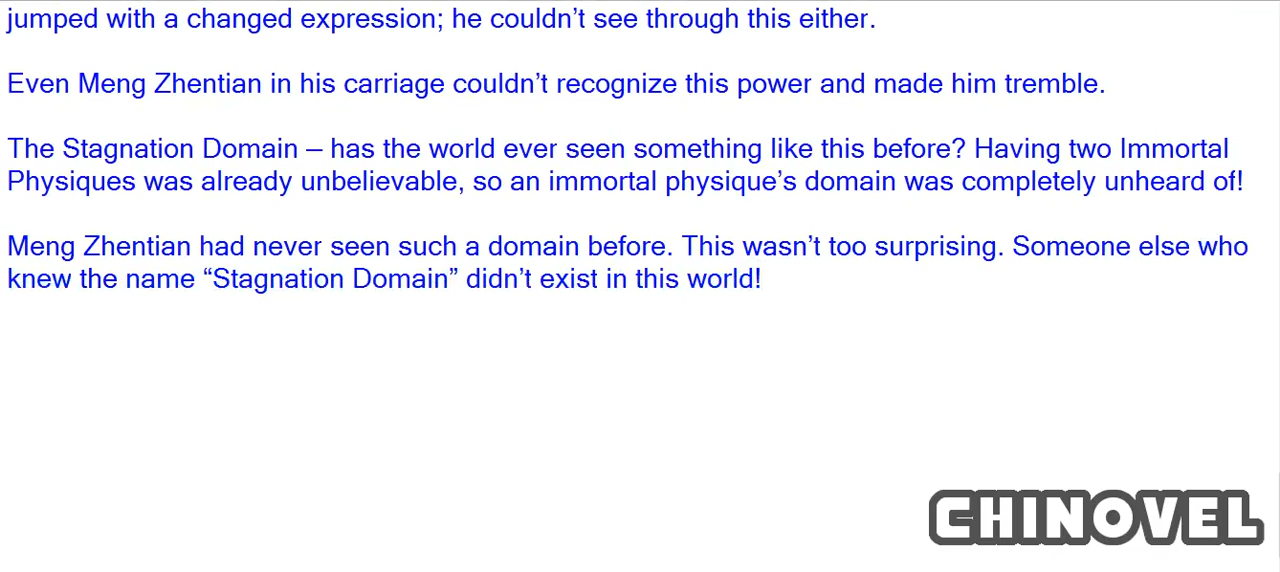 jumped with a changed expression; he couldn’t see through this either.
Even Meng Zhentian in his carriage couldn’t recognize this power and made him tremble.
The Stagnation Domain – has the world ever seen something like this before? Having two Immortal
Physiques was already unbelievable, so an immortal physique’s domain was completely unheard of!
Meng Zhentian had never seen such a domain before. This wasn’t too surprising. Someone else who
knew the name “Stagnation Domain” didn’t exist in this world!
CHINOVEL